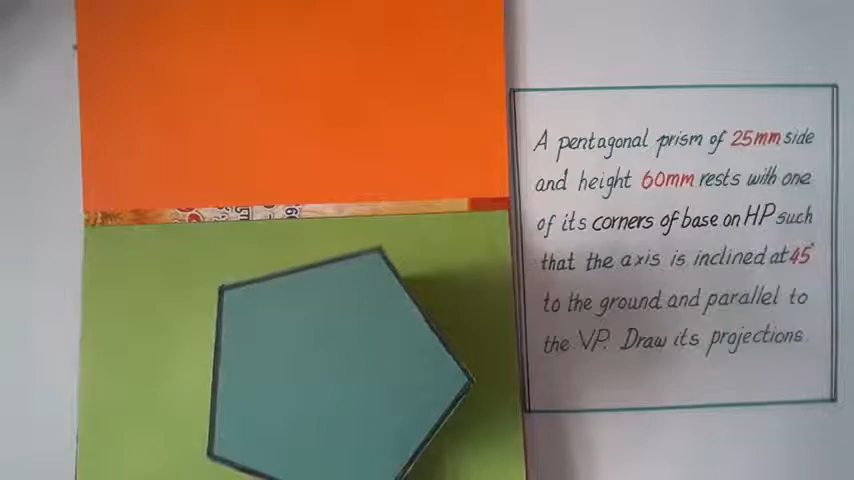 A pentagonal prism of 25mm side
and height 60mm rests with one
of its corners of base on HP such
that the axis is inclined at 45°
to the ground and parallel to
the VP. Draw its projections.